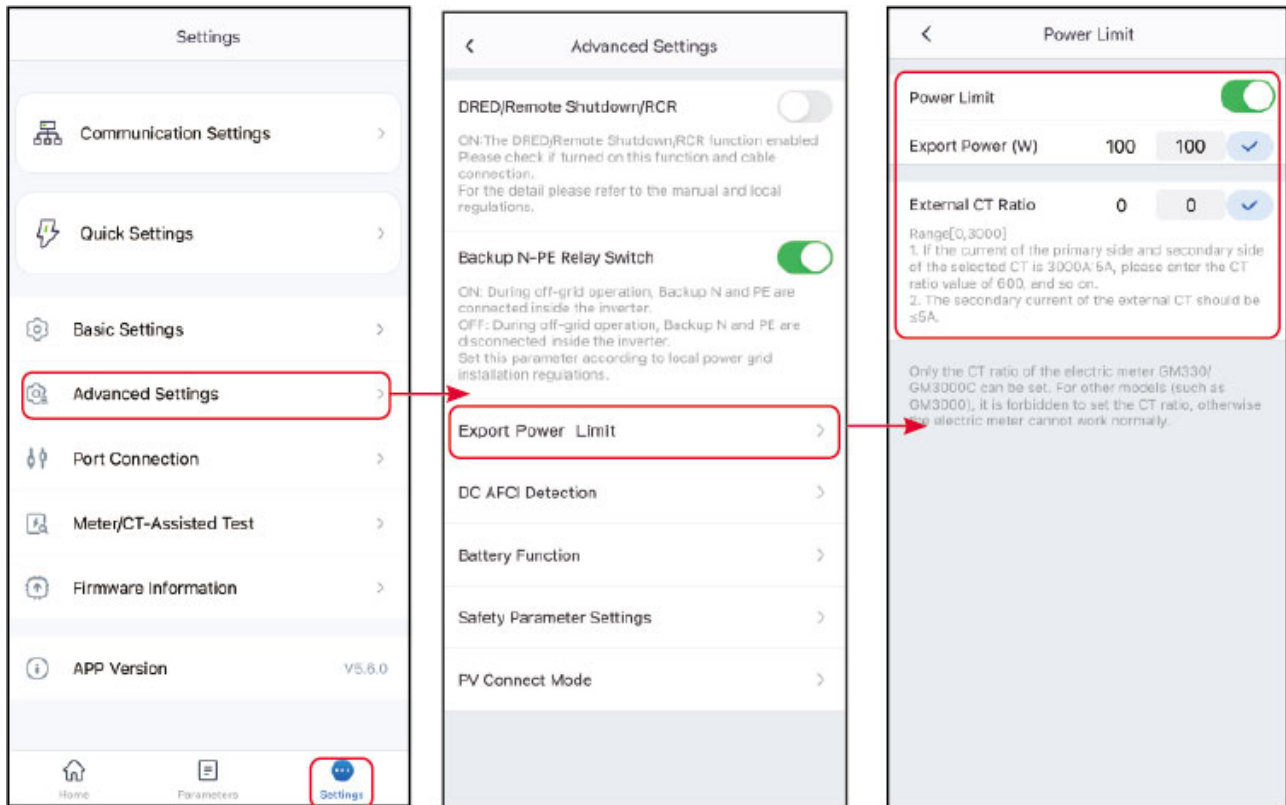 Settings
Communication Settings
Quick Settings
Basic Settings
Advanced Settings
Port Connection
Meter/CT-Assisted Test
Firmware Information
APP Version V5.6.0
Home Parameters Settings
Advanced Settings
DRED/Remote Shutdown/RCR
ON:The DRED/Remote Shutdown/RCR function enabled
Please check if turned on this function and cable
connection.
For the detail please refer to the manual and local
regulations.
Backup N-PE Relay Switch
ON: During off-grid operation, Backup N and PE are
connected inside the inverter.
OFF: During off-grid operation, Backup N and PE are
disconnected inside the inverter.
Set this parameter according to local power grid
installation regulations.
Export Power Limit
DC AFCI Detection
Battery Function
Safety Parameter Settings
PV Connect Mode
Power Limit
Power Limit
Export Power (W) 100 100
External CT Ratio 0 0
Range[0,3000]
1. If the current of the primary side and secondary side
of the selected CT is 3000A:5A, please enter the CT
ratio value of 600, and so on.
2. The secondary current of the external CT should be
≤5A.
Only the CT ratio of the electric meter GM330/
GM3000C can be set. For other models (such as
GM3000), it is forbidden to set the CT ratio, otherwise
the electric meter cannot work normally.